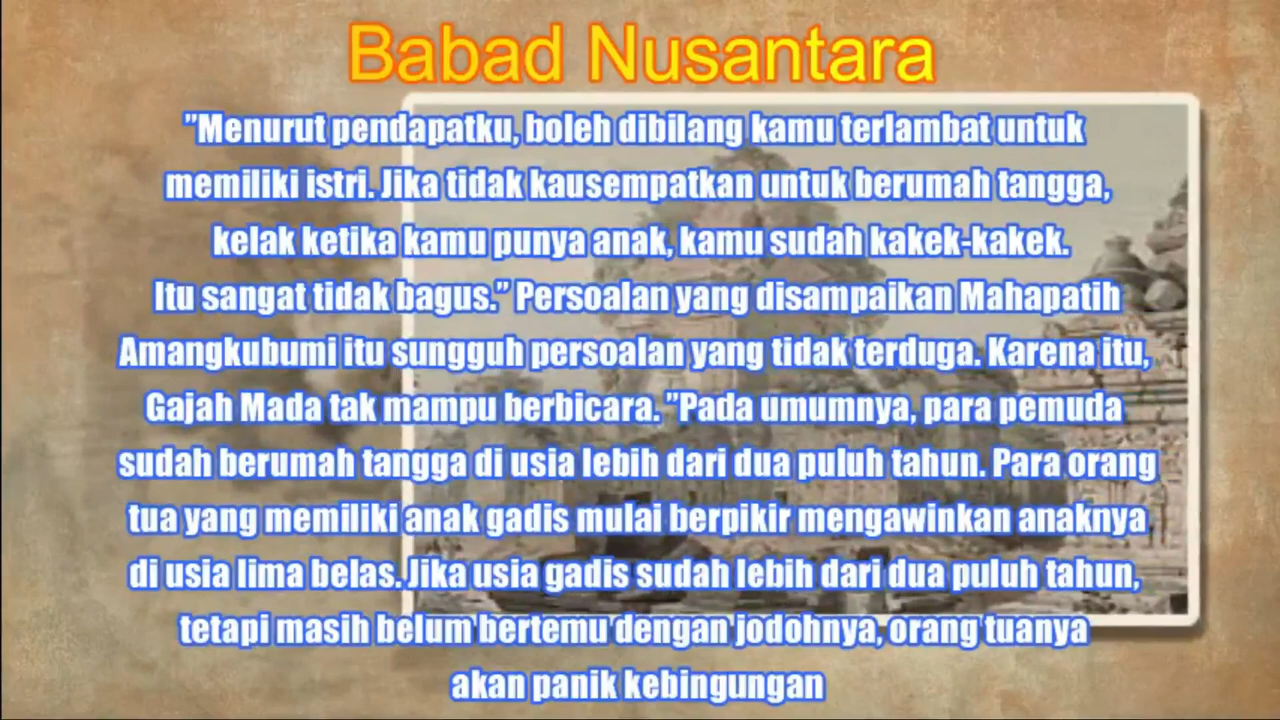 Babad Nusantara
"Menurut pendapatku, boleh dibilang kamu terlambat untuk
memiliki istri. Jika tidak kausempatkan untuk berumah tangga,
kelak ketika kamu punya anak, kamu sudah kakek-kakek.
Itu sangat tidak bagus." Persoalan yang disampaikan Mahapatih
Amangkubumi itu sungguh persoalan yang tidak terduga. Karena itu,
Gajah Mada tak mampu berbicara. "Pada umumnya, para pemuda
sudah berumah tangga di usia lebih dari dua puluh tahun. Para orang
tua yang memiliki anak gadis mulai berpikir mengawinkan anaknya
di usia lima belas. Jika usia gadis sudah lebih dari dua puluh tahun,
tetapi masih belum bertemu dengan jodohnya, orang tuanya
akan panik kebingungan